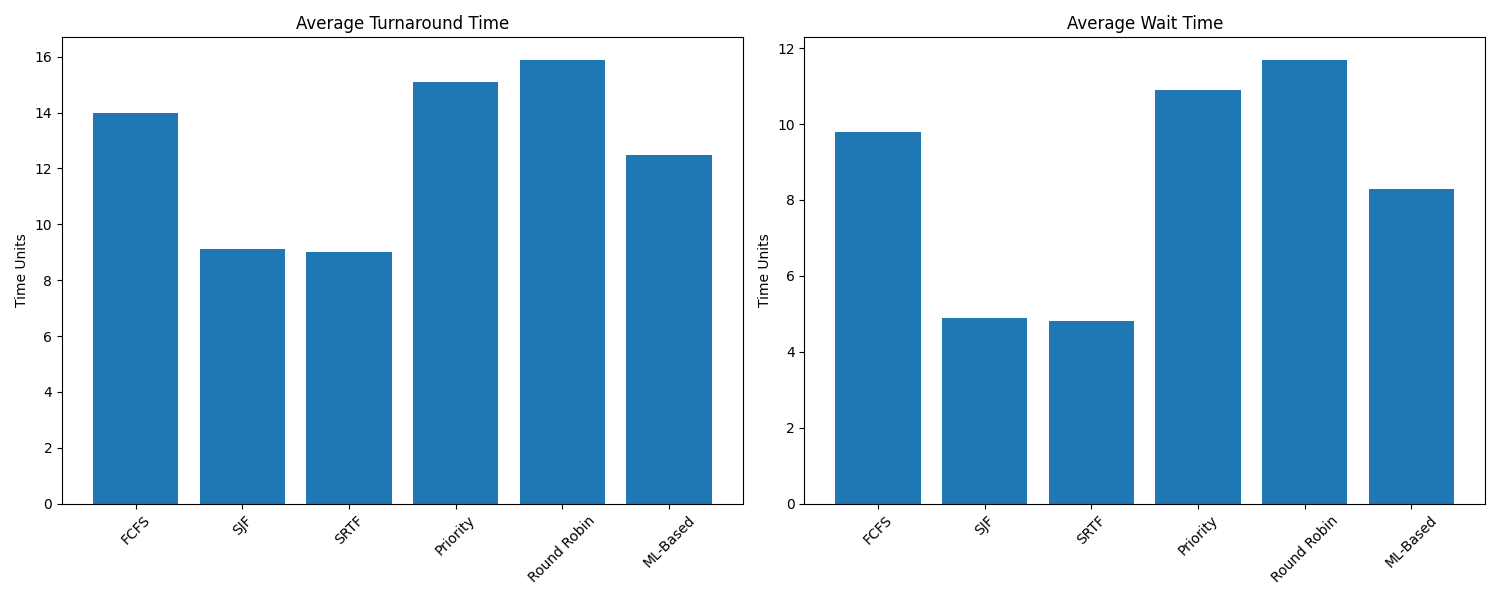 Average Turnaround Time
Time Units
16
14
12
10
8
6
4
2
0
FCFS
SJF
SRTF
Priority
Round Robin
ML-Based
Average Wait Time
Time Units
12
10
8
6
4
2
0
FCFS
SJF
SRTF
Priority
Round Robin
ML-Based